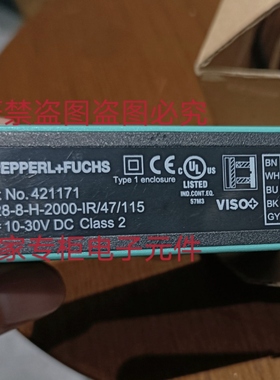 严禁盗图盗图必究
EPPERL+FUCHS
Type 1 enclosure
UL
LISTED
IND.CONT.EQ.
57M3
VISO+
BN
WH
BU
BK
GY
No. 421171
28-8-H-2000-IR/47/115
10-30V DC Class 2
家专柜电子元件